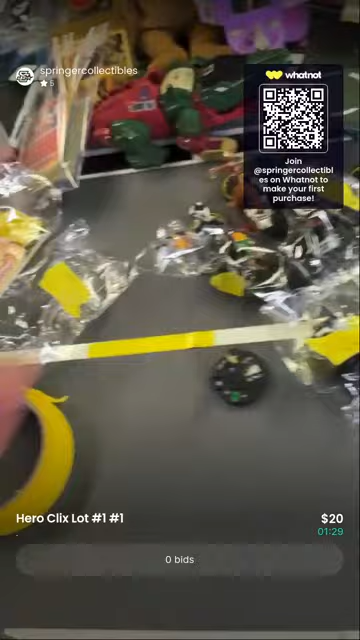 springercollectibles
★5
whatnot
Join
@springercollectibl
es on Whatnot to
make your first
purchase!
Hero Clix Lot #1 #1
$20
01:29
0 bids